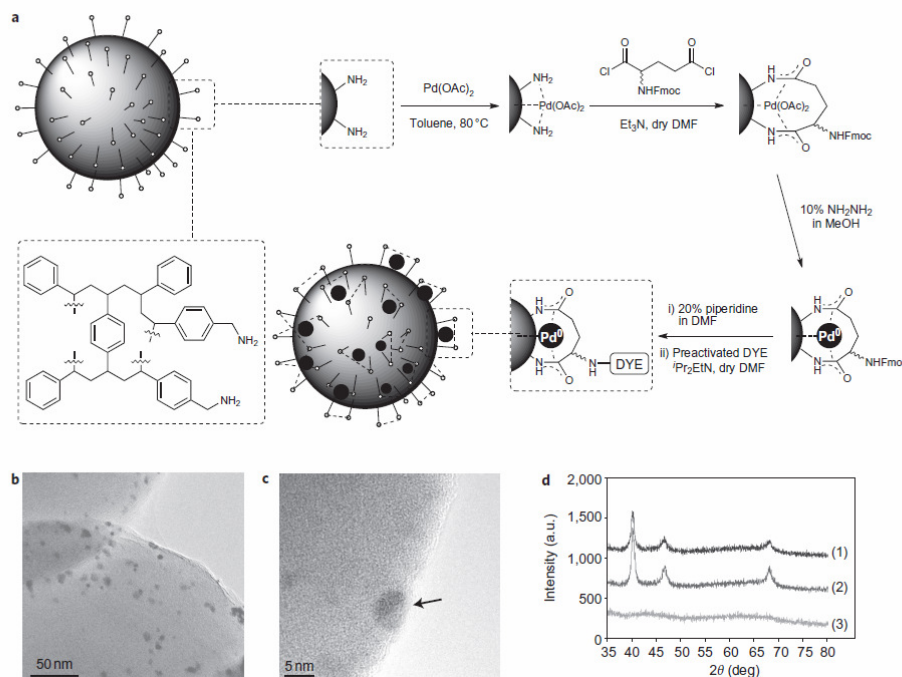 a
NH2
NH2
Pd(OAc)2
Toluene, 80 °C
NH2
Pd(OAc)2
NH2
O
O
Cl
Cl
NHFmoc
Et3N, dry DMF
H
N
O
Pd(OAc)2
N
H
O
NHFmoc
10% NH2NH2
in MeOH
NH2
NH2
H
N
O
Pd0
N
H
O
N
H
DYE
i) 20% piperidine
in DMF
ii) Preactivated DYE
iPr2EtN, dry DMF
H
N
O
Pd0
N
H
O
NHFmoc
b
50 nm
c
5 nm
d
2,000
1,500
1,000
500
0
Intensity (a.u.)
(1)
(2)
(3)
35 40 45 50 55 60 65 70 75 80
2θ (deg)